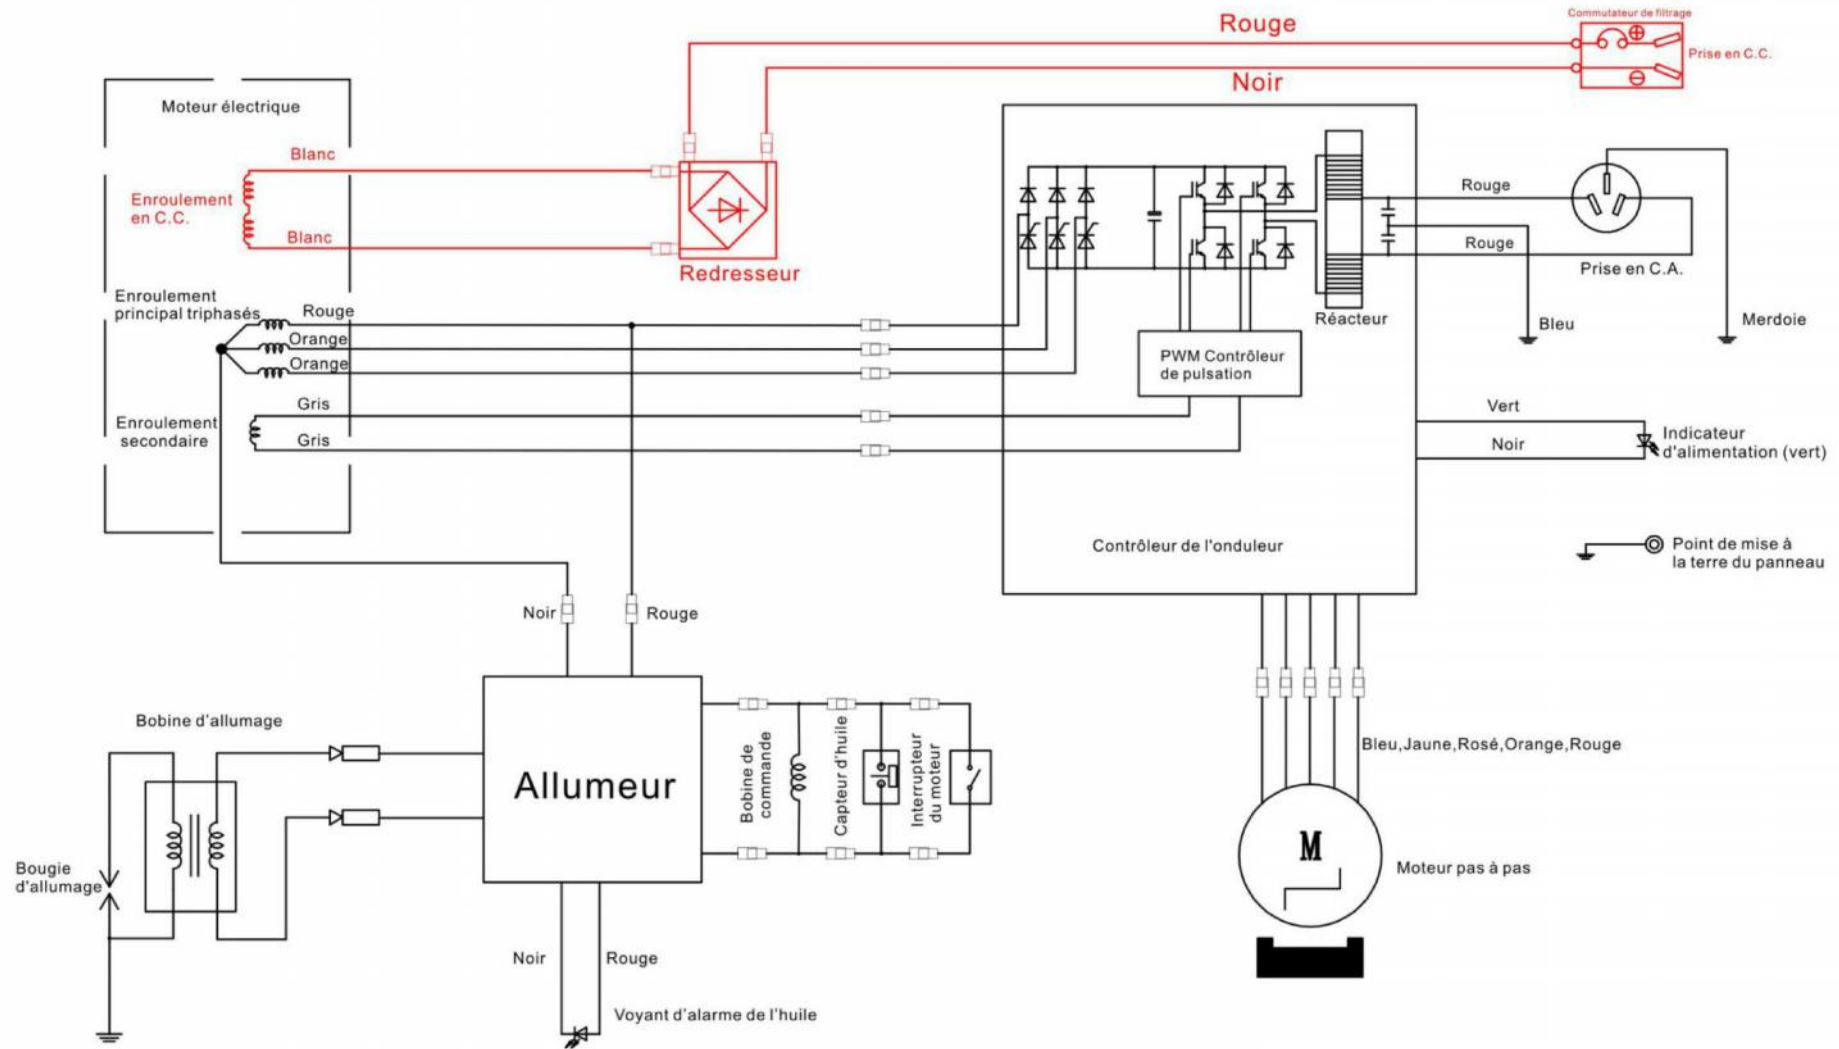 Commutateur de filtrage
Rouge
Prise en C.C.
Noir
Moteur électrique
Blanc
Enroulement
en C.C.
Blanc
Redresseur
Rouge
Rouge
Prise en C.A.
Enroulement
principal triphasés
Rouge
Orange
Orange
Réacteur
Bleu
Merdoie
PWM Contrôleur
de pulsation
Gris
Enroulement
secondaire
Gris
Vert
Noir
Indicateur
d'alimentation (vert)
Contrôleur de l'onduleur
Point de mise à
la terre du panneau
Noir
Rouge
Bobine d'allumage
Allumeur
Bobine de
commande
Capteur d'huile
Interrupteur
du moteur
Bleu,Jaune,Rosé,Orange,Rouge
M
Moteur pas à pas
Bougie
d'allumage
Noir
Rouge
Voyant d'alarme de l'huile